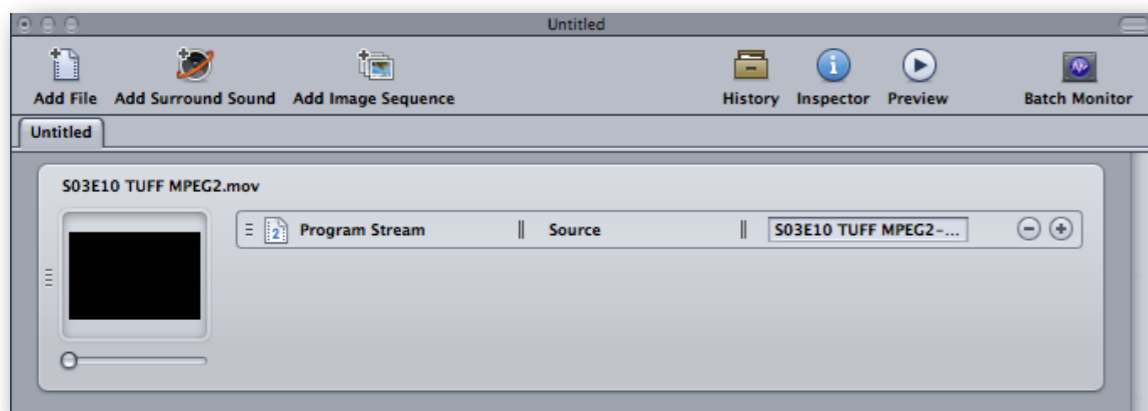 Untitled
Add File Add Surround Sound Add Image Sequence History Inspector Preview Batch Monitor
Untitled
S03E10 TUFF MPEG2.mov
2 Program Stream Source S03E10 TUFF MPEG2-...